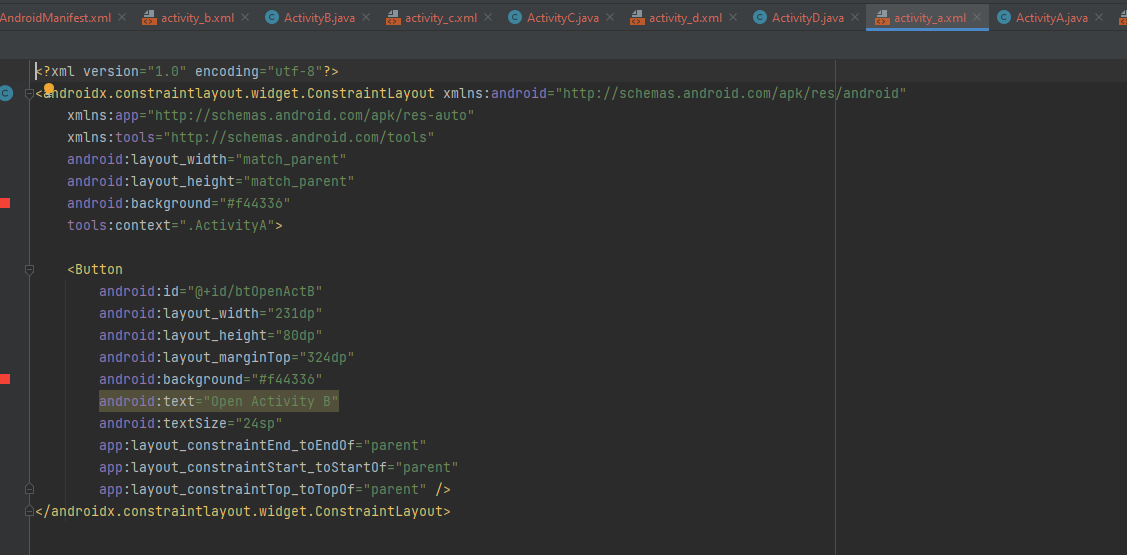 AndroidManifest.xml activity_b.xml ActivityB.java activity_c.xml ActivityC.java activity_d.xml ActivityD.java activity_a.xml ActivityA.java
<?xml version="1.0" encoding="utf-8"?>
<androidx.constraintlayout.widget.ConstraintLayout xmlns:android="http://schemas.android.com/apk/res/android"
    xmlns:app="http://schemas.android.com/apk/res-auto"
    xmlns:tools="http://schemas.android.com/tools"
    android:layout_width="match_parent"
    android:layout_height="match_parent"
    android:background="#f44336"
    tools:context=".ActivityA">
    <Button
        android:id="@+id/btOpenActB"
        android:layout_width="231dp"
        android:layout_height="80dp"
        android:layout_marginTop="324dp"
        android:background="#f44336"
        android:text="Open Activity B"
        android:textSize="24sp"
        app:layout_constraintEnd_toEndOf="parent"
        app:layout_constraintStart_toStartOf="parent"
        app:layout_constraintTop_toTopOf="parent" />
</androidx.constraintlayout.widget.ConstraintLayout>